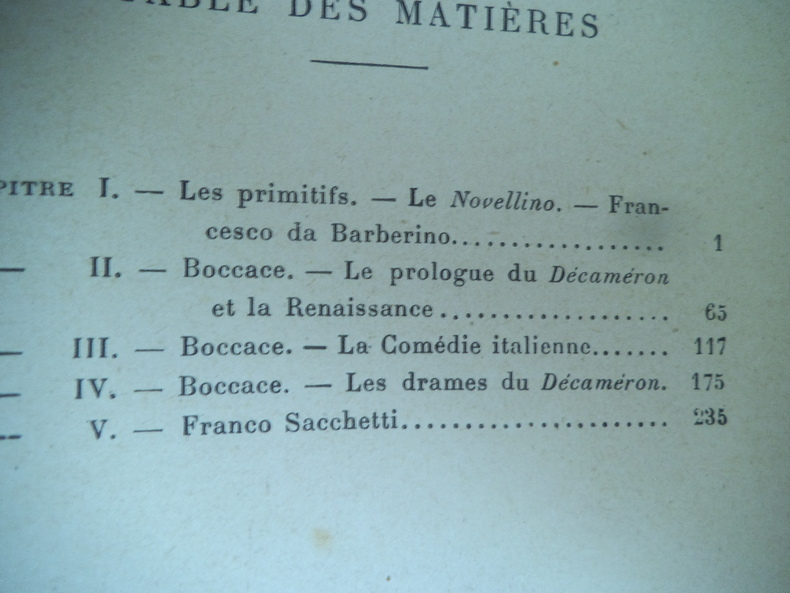 TABLE DES MATIÈRES
PITRE I. — Les primitifs. — Le Novellino. — Fran-
cesco da Barberino.................. 1
— II. — Boccace. — Le prologue du Décaméron
et la Renaissance................... 65
— III. — Boccace. — La Comédie italienne....... 117
— IV. — Boccace. — Les drames du Décaméron. 175
— V. — Franco Sacchetti...................... 235